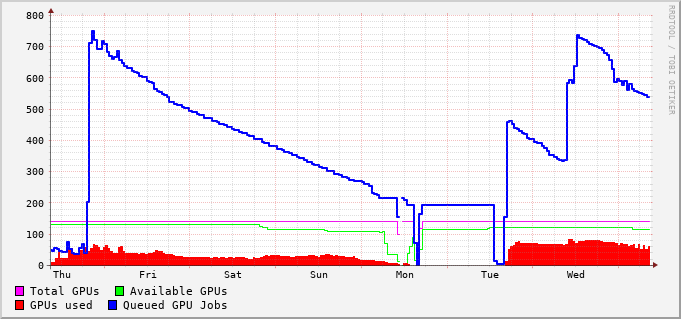 800
700
600
500
400
300
200
100
0
Thu Fri Sat Sun Mon Tue Wed
Total GPUs Available GPUs
GPUs used Queued GPU Jobs
RRDTOOL / TOBI OETIKER